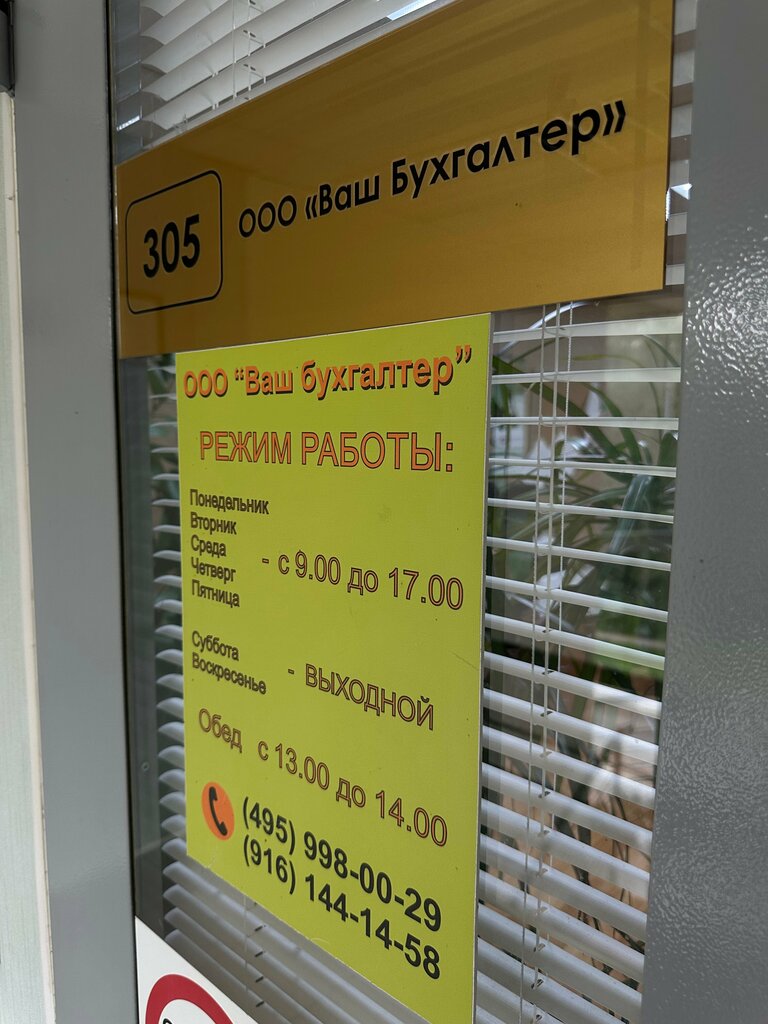 305
ООО «Ваш Бухгалтер»
ООО “Ваш бухгалтер”
РЕЖИМ РАБОТЫ:
Понедельник
Вторник
Среда
Четверг
Пятница
- с 9.00 до 17.00
Суббота
Воскресенье
- ВЫХОДНОЙ
Обед с 13.00 до 14.00
(495) 998-00-29
(916) 144-14-58